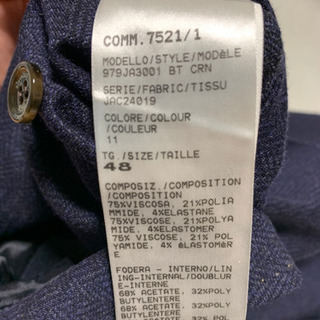 COMM.7521/1
MODELLO/STYLE/MODÈLE
979JA3001 BT CRN
SERIE/FABRIC/TISSU
JAC24019
COLORE/COLOUR
/COULEUR
11
TG./SIZE/TAILLE
48
COMPOSIZ./COMPOSITION
/COMPOSITION
75%VISCOSA, 21%POLIA
MMIDE, 4%ELASTANE
75%VISCOSE, 21%POLYA
MIDE, 4%ELASTOMER
75% VISCOSE, 21% POL
YAMIDE, 4% éLASTOMèR
E
FODERA - INTERNO/LIN
ING-INTERNAL/DOUBLUR
E-INTERNE
68% ACETATE, 32%POLY
BUTYLENTERE
68% ACETATE, 32%POLY
BUTYLENTERE